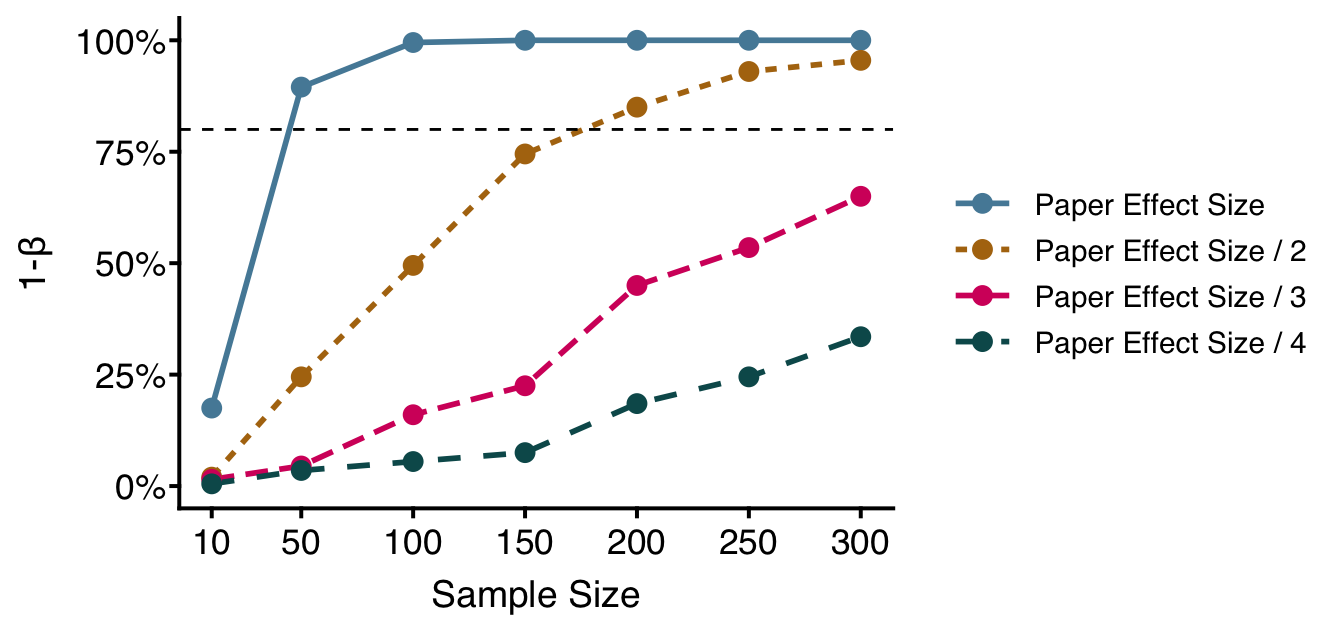 100%
75%
50%
25%
0%
1-β
10 50 100 150 200 250 300
Sample Size
Paper Effect Size
Paper Effect Size / 2
Paper Effect Size / 3
Paper Effect Size / 4